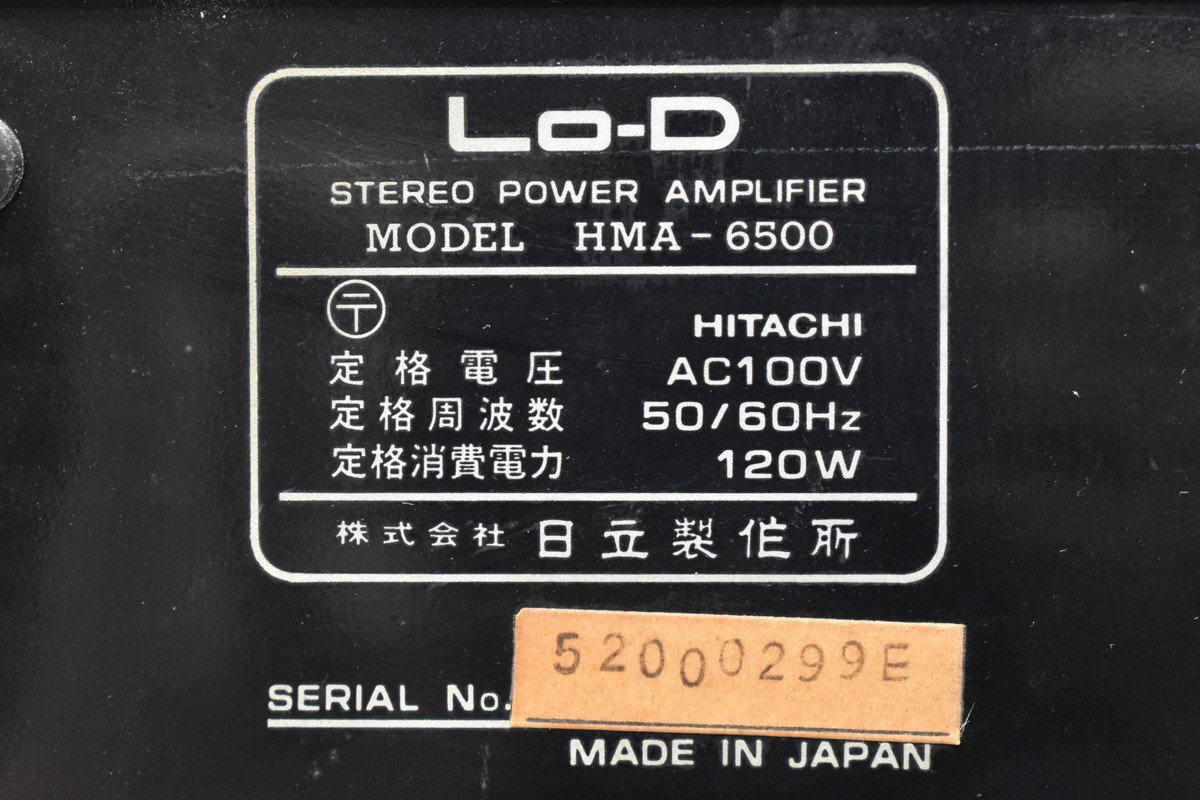 Lo-D
STEREO POWER AMPLIFIER
MODEL HMA-6500
〶
HITACHI
定格電圧 AC100V
定格周波数 50/60Hz
定格消費電力 120W
株式会社 日立製作所
52000299E
SERIAL No.
MADE IN JAPAN